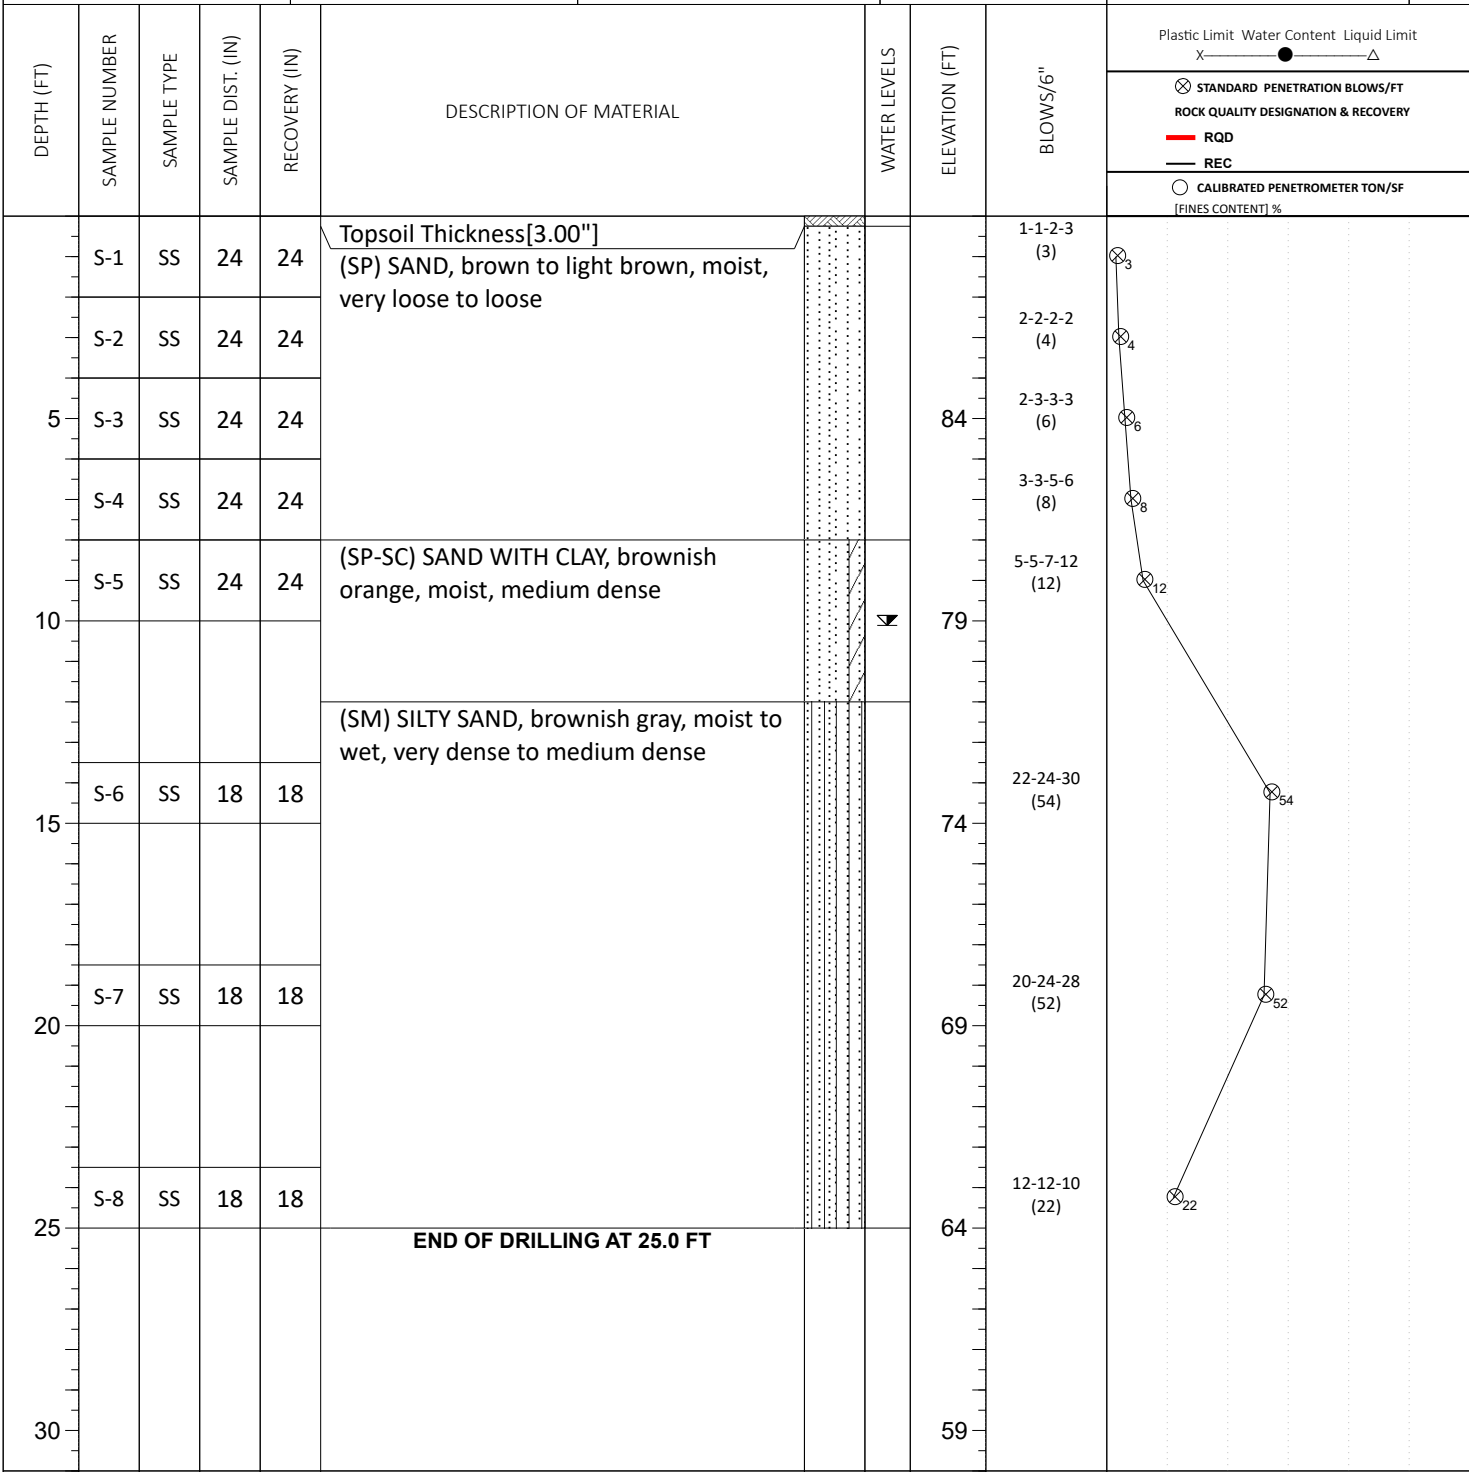 DEPTH (FT)
SAMPLE NUMBER
SAMPLE TYPE
SAMPLE DIST. (IN)
RECOVERY (IN)
DESCRIPTION OF MATERIAL
WATER LEVELS
ELEVATION (FT)
BLOWS/6"
Plastic Limit Water Content Liquid Limit
X
STANDARD PENETRATION BLOWS/FT
ROCK QUALITY DESIGNATION & RECOVERY
RQD
REC
CALIBRATED PENETROMETER TON/SF
[FINES CONTENT] %
Topsoil Thickness[3.00"]
S-1 SS 24 24 (SP) SAND, brown to light brown, moist,
very loose to loose
1-1-2-3
(3)
3
S-2 SS 24 24
2-2-2-2
(4)
4
5 S-3 SS 24 24 84
2-3-3-3
(6)
6
S-4 SS 24 24
3-3-5-6
(8)
8
(SP-SC) SAND WITH CLAY, brownish
orange, moist, medium dense
S-5 SS 24 24
5-5-7-12
(12)
12
10 79
(SM) SILTY SAND, brownish gray, moist to
wet, very dense to medium dense
S-6 SS 18 18
22-24-30
(54)
54
15 74
S-7 SS 18 18
20-24-28
(52)
52
20 69
S-8 SS 18 18
12-12-10
(22)
22
25 64
END OF DRILLING AT 25.0 FT
30 59